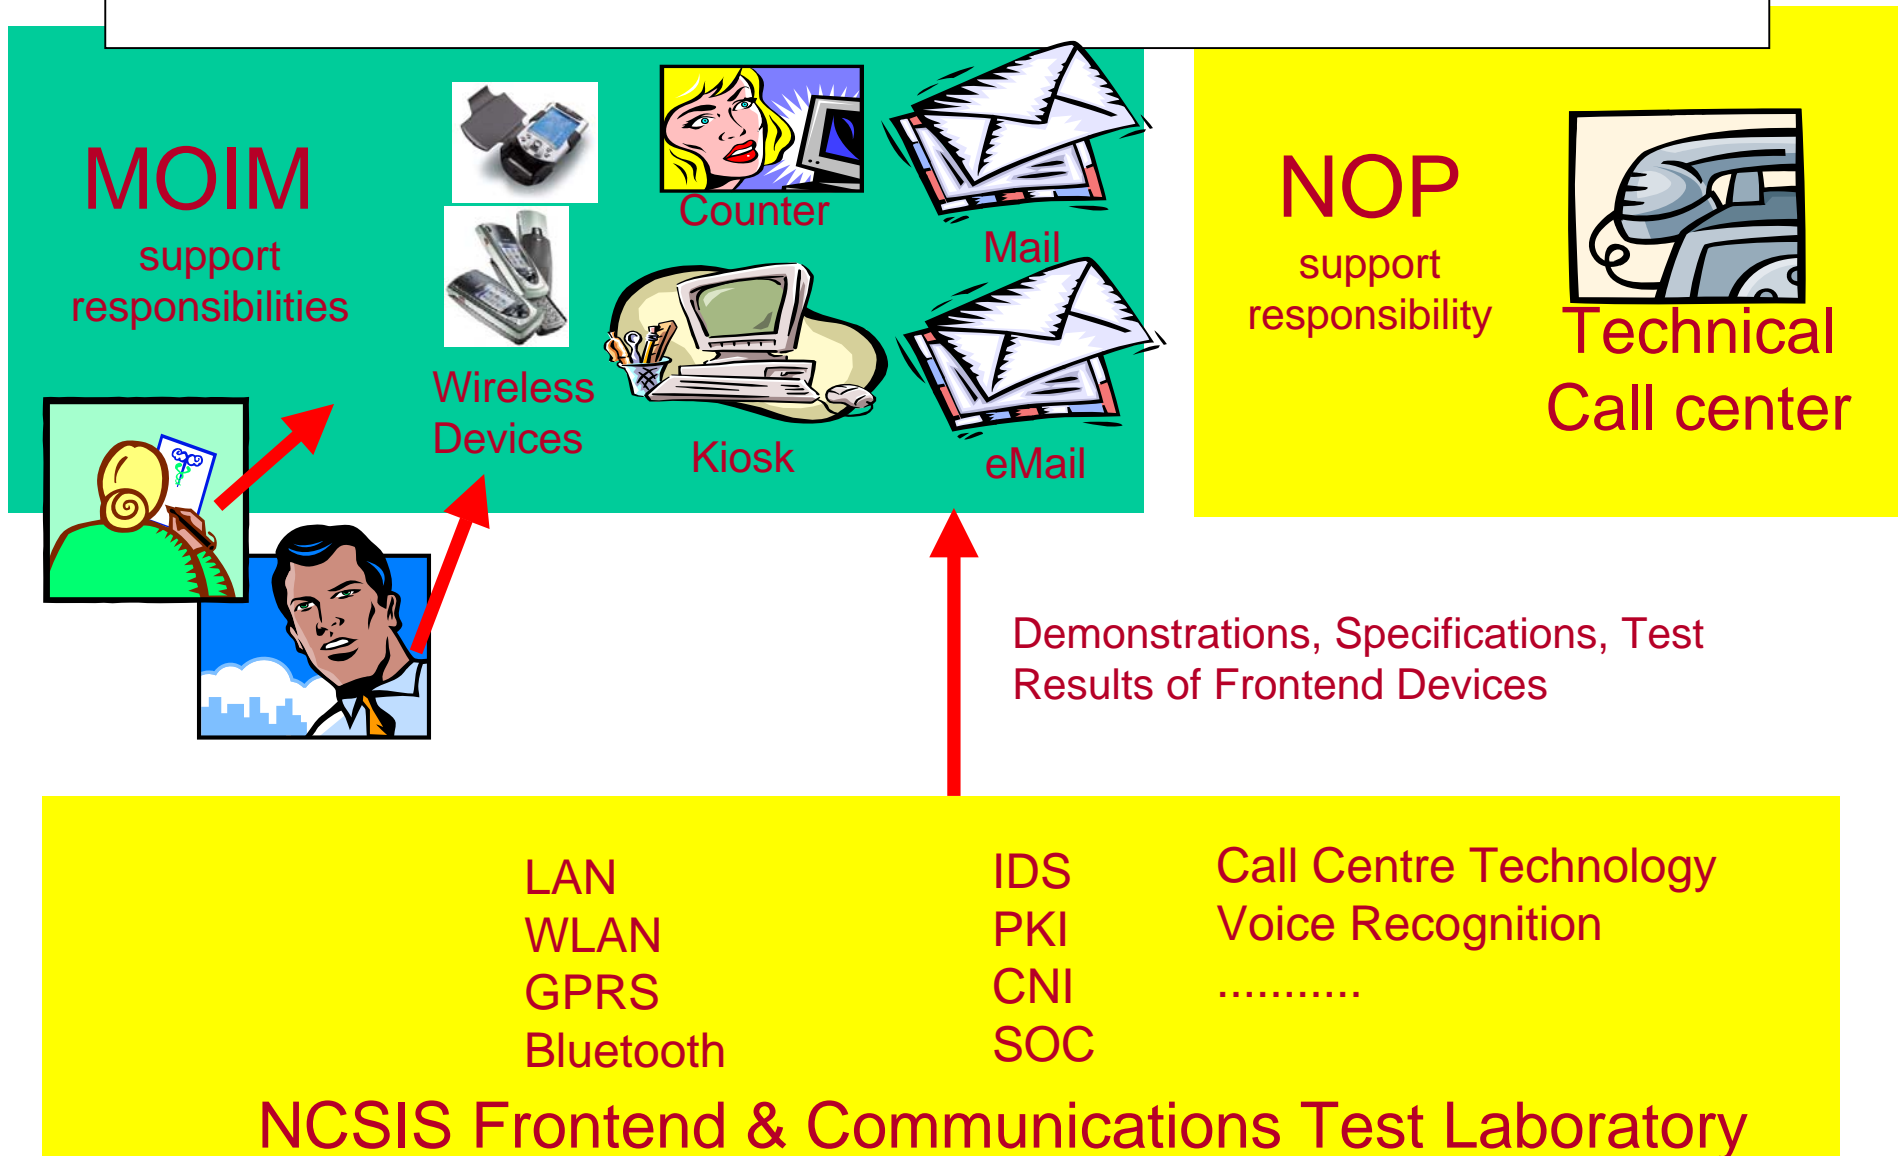 MOIM
support
responsibilities
Wireless
Devices
Counter
Kiosk
Mail
eMail
NOP
support
responsibility
Technical
Call center
Demonstrations, Specifications, Test
Results of Frontend Devices
LAN
WLAN
GPRS
Bluetooth
IDS
PKI
CNI
SOC
Call Centre Technology
Voice Recognition
...........
NCSIS Frontend & Communications Test Laboratory